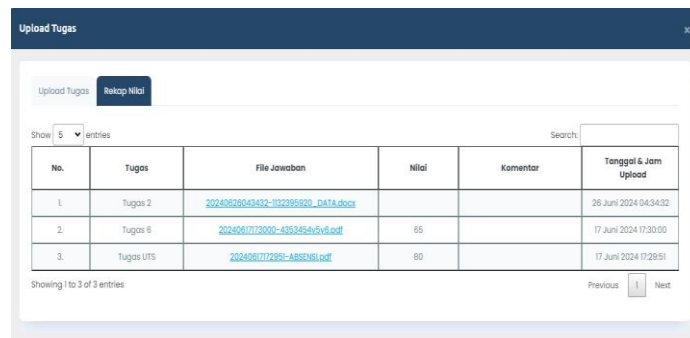 Upload Tugas
x
Upload Tugas Rekap Nilai
Show 5 entries Search:
No. Tugas File Jawaban Nilai Komentar Tanggal & Jam
Upload
1. Tugas 2 20240626043432-1132395920_DATA.docx 26 Juni 2024 04:34:32
2. Tugas 6 20240617173000-4353454v5y6.pdf 65 17 Juni 2024 17:30:00
3. Tugas UTS 20240617172951-ABSENSI.pdf 80 17 Juni 2024 17:29:51
Showing 1 to 3 of 3 entries Previous 1 Next